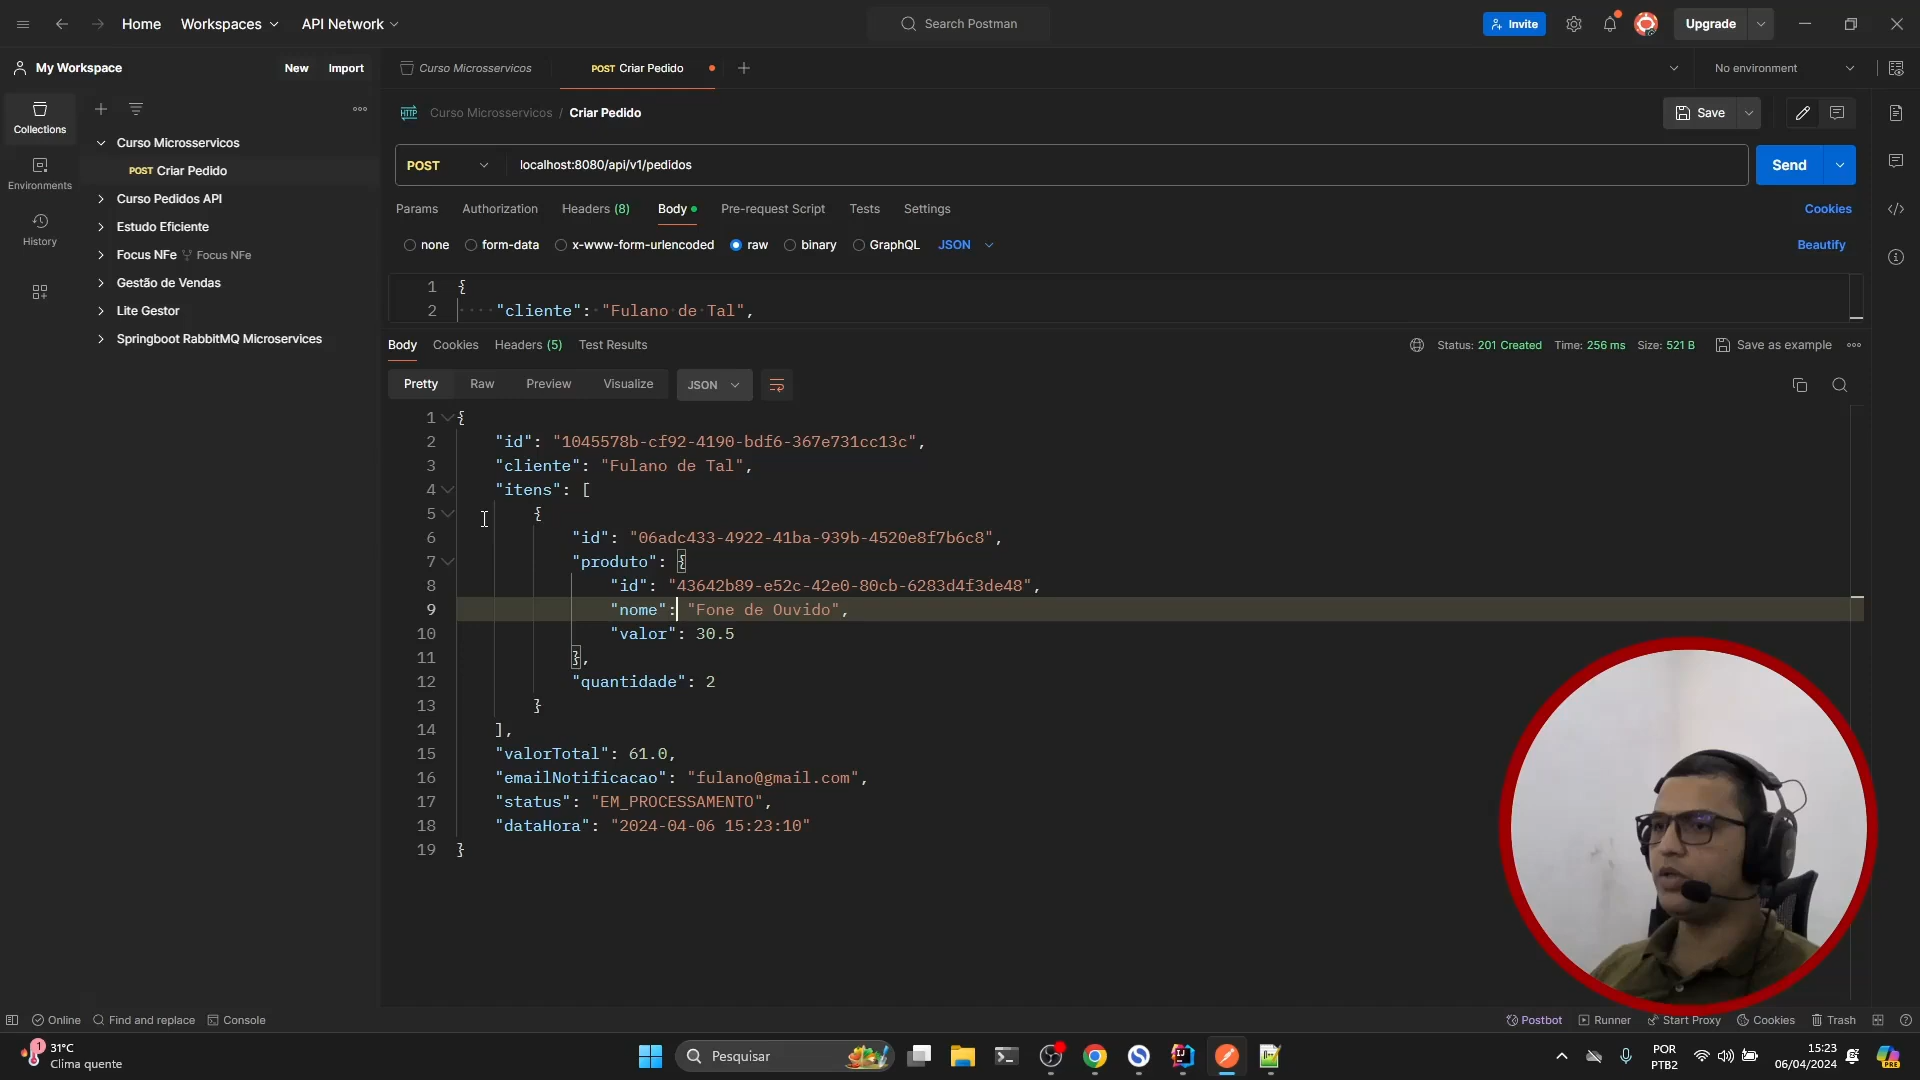 Home Workspaces API Network Search Postman Invite Upgrade
My Workspace New Import Curso Microsservicos POST Criar Pedido No environment
Collections
Environments
History
Curso Microsservicos
POST Criar Pedido
Curso Pedidos API
Estudo Eficiente
Focus NFe Focus NFe
Gestão de Vendas
Lite Gestor
Springboot RabbitMQ Microservices
HTTP Curso Microsservicos / Criar Pedido Save
POST localhost:8080/api/v1/pedidos Send
Params Authorization Headers (8) Body Pre-request Script Tests Settings Cookies
none form-data x-www-form-urlencoded raw binary GraphQL JSON Beautify
1 {
2 "cliente": "Fulano de Tal",
Body Cookies Headers (5) Test Results Status: 201 Created Time: 256 ms Size: 521 B Save as example
Pretty Raw Preview Visualize JSON
1 {
2 "id": "1045578b-cf92-4190-bdf6-367e731cc13c",
3 "cliente": "Fulano de Tal",
4 "itens": [
5 {
6 "id": "06adc433-4922-41ba-939b-4520e8f7b6c8",
7 "produto": {
8 "id": "43642b89-e52c-42e0-80cb-6283d4f3de48",
9 "nome": "Fone de Ouvido",
10 "valor": 30.5
11 },
12 "quantidade": 2
13 }
14 ],
15 "valorTotal": 61.0,
16 "emailNotificacao": "fulano@gmail.com",
17 "status": "EM_PROCESSAMENTO",
18 "dataHora": "2024-04-06 15:23:10"
19 }
Online Find and replace Console Postbot Runner Start Proxy Cookies Trash
1 31°C
Clima quente
Pesquisar
POR
PTB2
15:23
06/04/2024
PRE